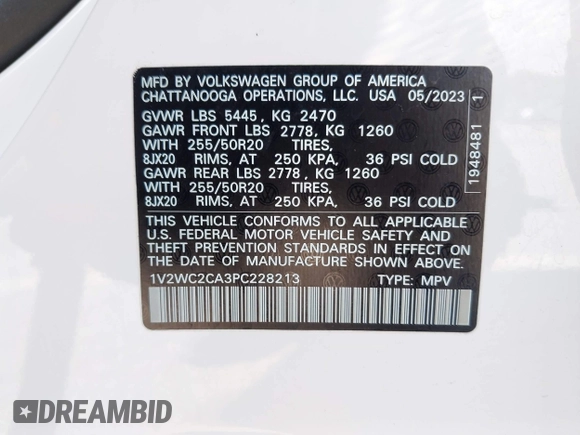 MFD BY VOLKSWAGEN GROUP OF AMERICA
CHATTANOOGA OPERATIONS, LLC. USA 05/2023
GVWR LBS 5445 , KG 2470
GAWR FRONT LBS 2778, KG 1260
WITH 255/50R20 TIRES,
8JX20 RIMS, AT 250 KPA, 36 PSI COLD
GAWR REAR LBS 2778 , KG 1260
WITH 255/50R20 TIRES,
8JX20 RIMS, AT 250 KPA, 36 PSI COLD
THIS VEHICLE CONFORMS TO ALL APPLICABLE
U.S. FEDERAL MOTOR VEHICLE SAFETY AND
THEFT PREVENTION STANDARDS IN EFFECT ON
THE DATE OF MANUFACTURE SHOWN ABOVE.
1V2WC2CA3PC228213 TYPE: MPV
1948481 1
DREAMBID